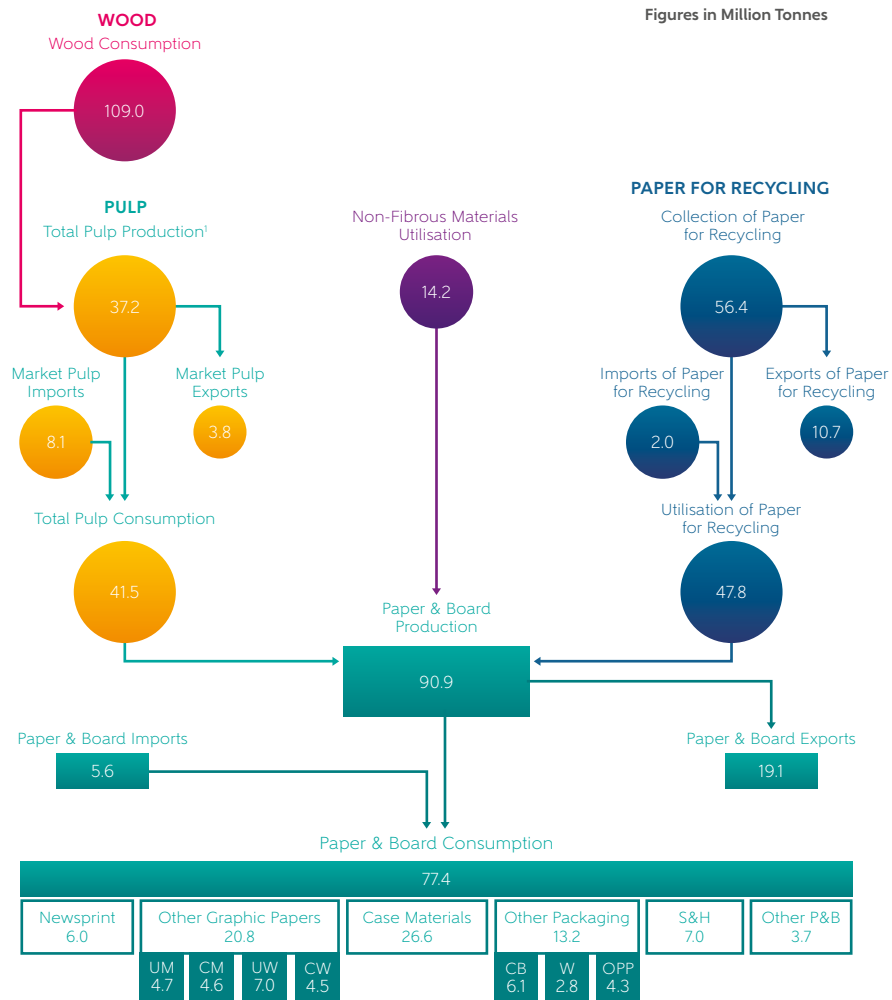 Figures in Million Tonnes
WOOD
Wood Consumption
109.0
PULP
Total Pulp Production¹
37.2
Market Pulp
Imports
8.1
Market Pulp
Exports
3.8
Total Pulp Consumption
41.5
Non-Fibrous Materials
Utilisation
14.2
PAPER FOR RECYCLING
Collection of Paper
for Recycling
56.4
Imports of Paper
for Recycling
2.0
Exports of Paper
for Recycling
10.7
Utilisation of Paper
for Recycling
47.8
Paper & Board
Production
90.9
Paper & Board Imports
5.6
Paper & Board Exports
19.1
Paper & Board Consumption
77.4
Newsprint
6.0
Other Graphic Papers
20.8
Case Materials
26.6
Other Packaging
13.2
S&H
7.0
Other P&B
3.7
UM
4.7
CM
4.6
UW
7.0
CW
4.5
CB
6.1
W
2.8
OPP
4.3